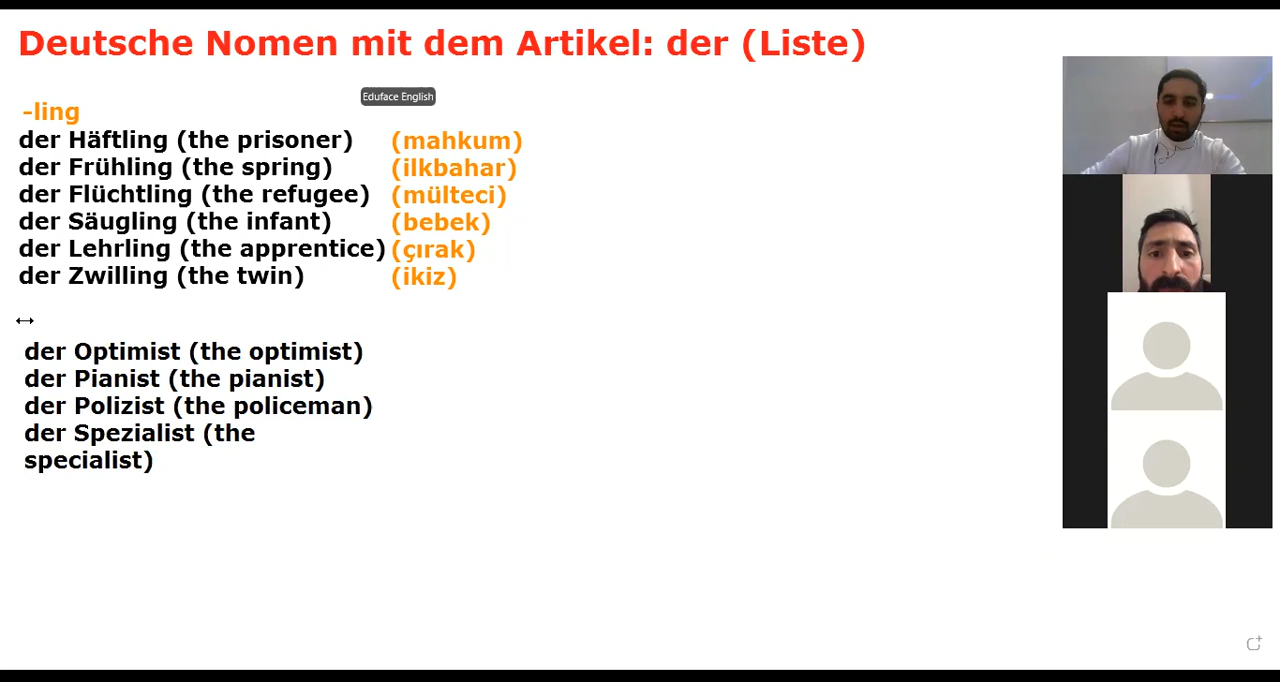 Deutsche Nomen mit dem Artikel: der (Liste)
Eduface English
-ling
der Häftling (the prisoner) (mahkum)
der Frühling (the spring) (ilkbahar)
der Flüchtling (the refugee) (mülteci)
der Säugling (the infant) (bebek)
der Lehrling (the apprentice) (çırak)
der Zwilling (the twin) (ikiz)
der Optimist (the optimist)
der Pianist (the pianist)
der Polizist (the policeman)
der Spezialist (the
specialist)